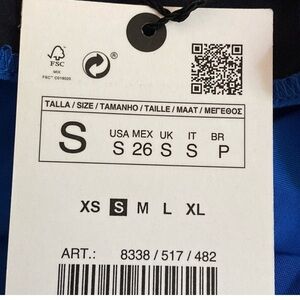 FSC
MIX
TALLA / SIZE / TAMANHO / TAILLE / MAAT / ΜΕΓΕΘΟΣ
S
USA MEX UK IT BR
S 26 S S P
XS S M L XL
ART.: 8338 / 517 / 482